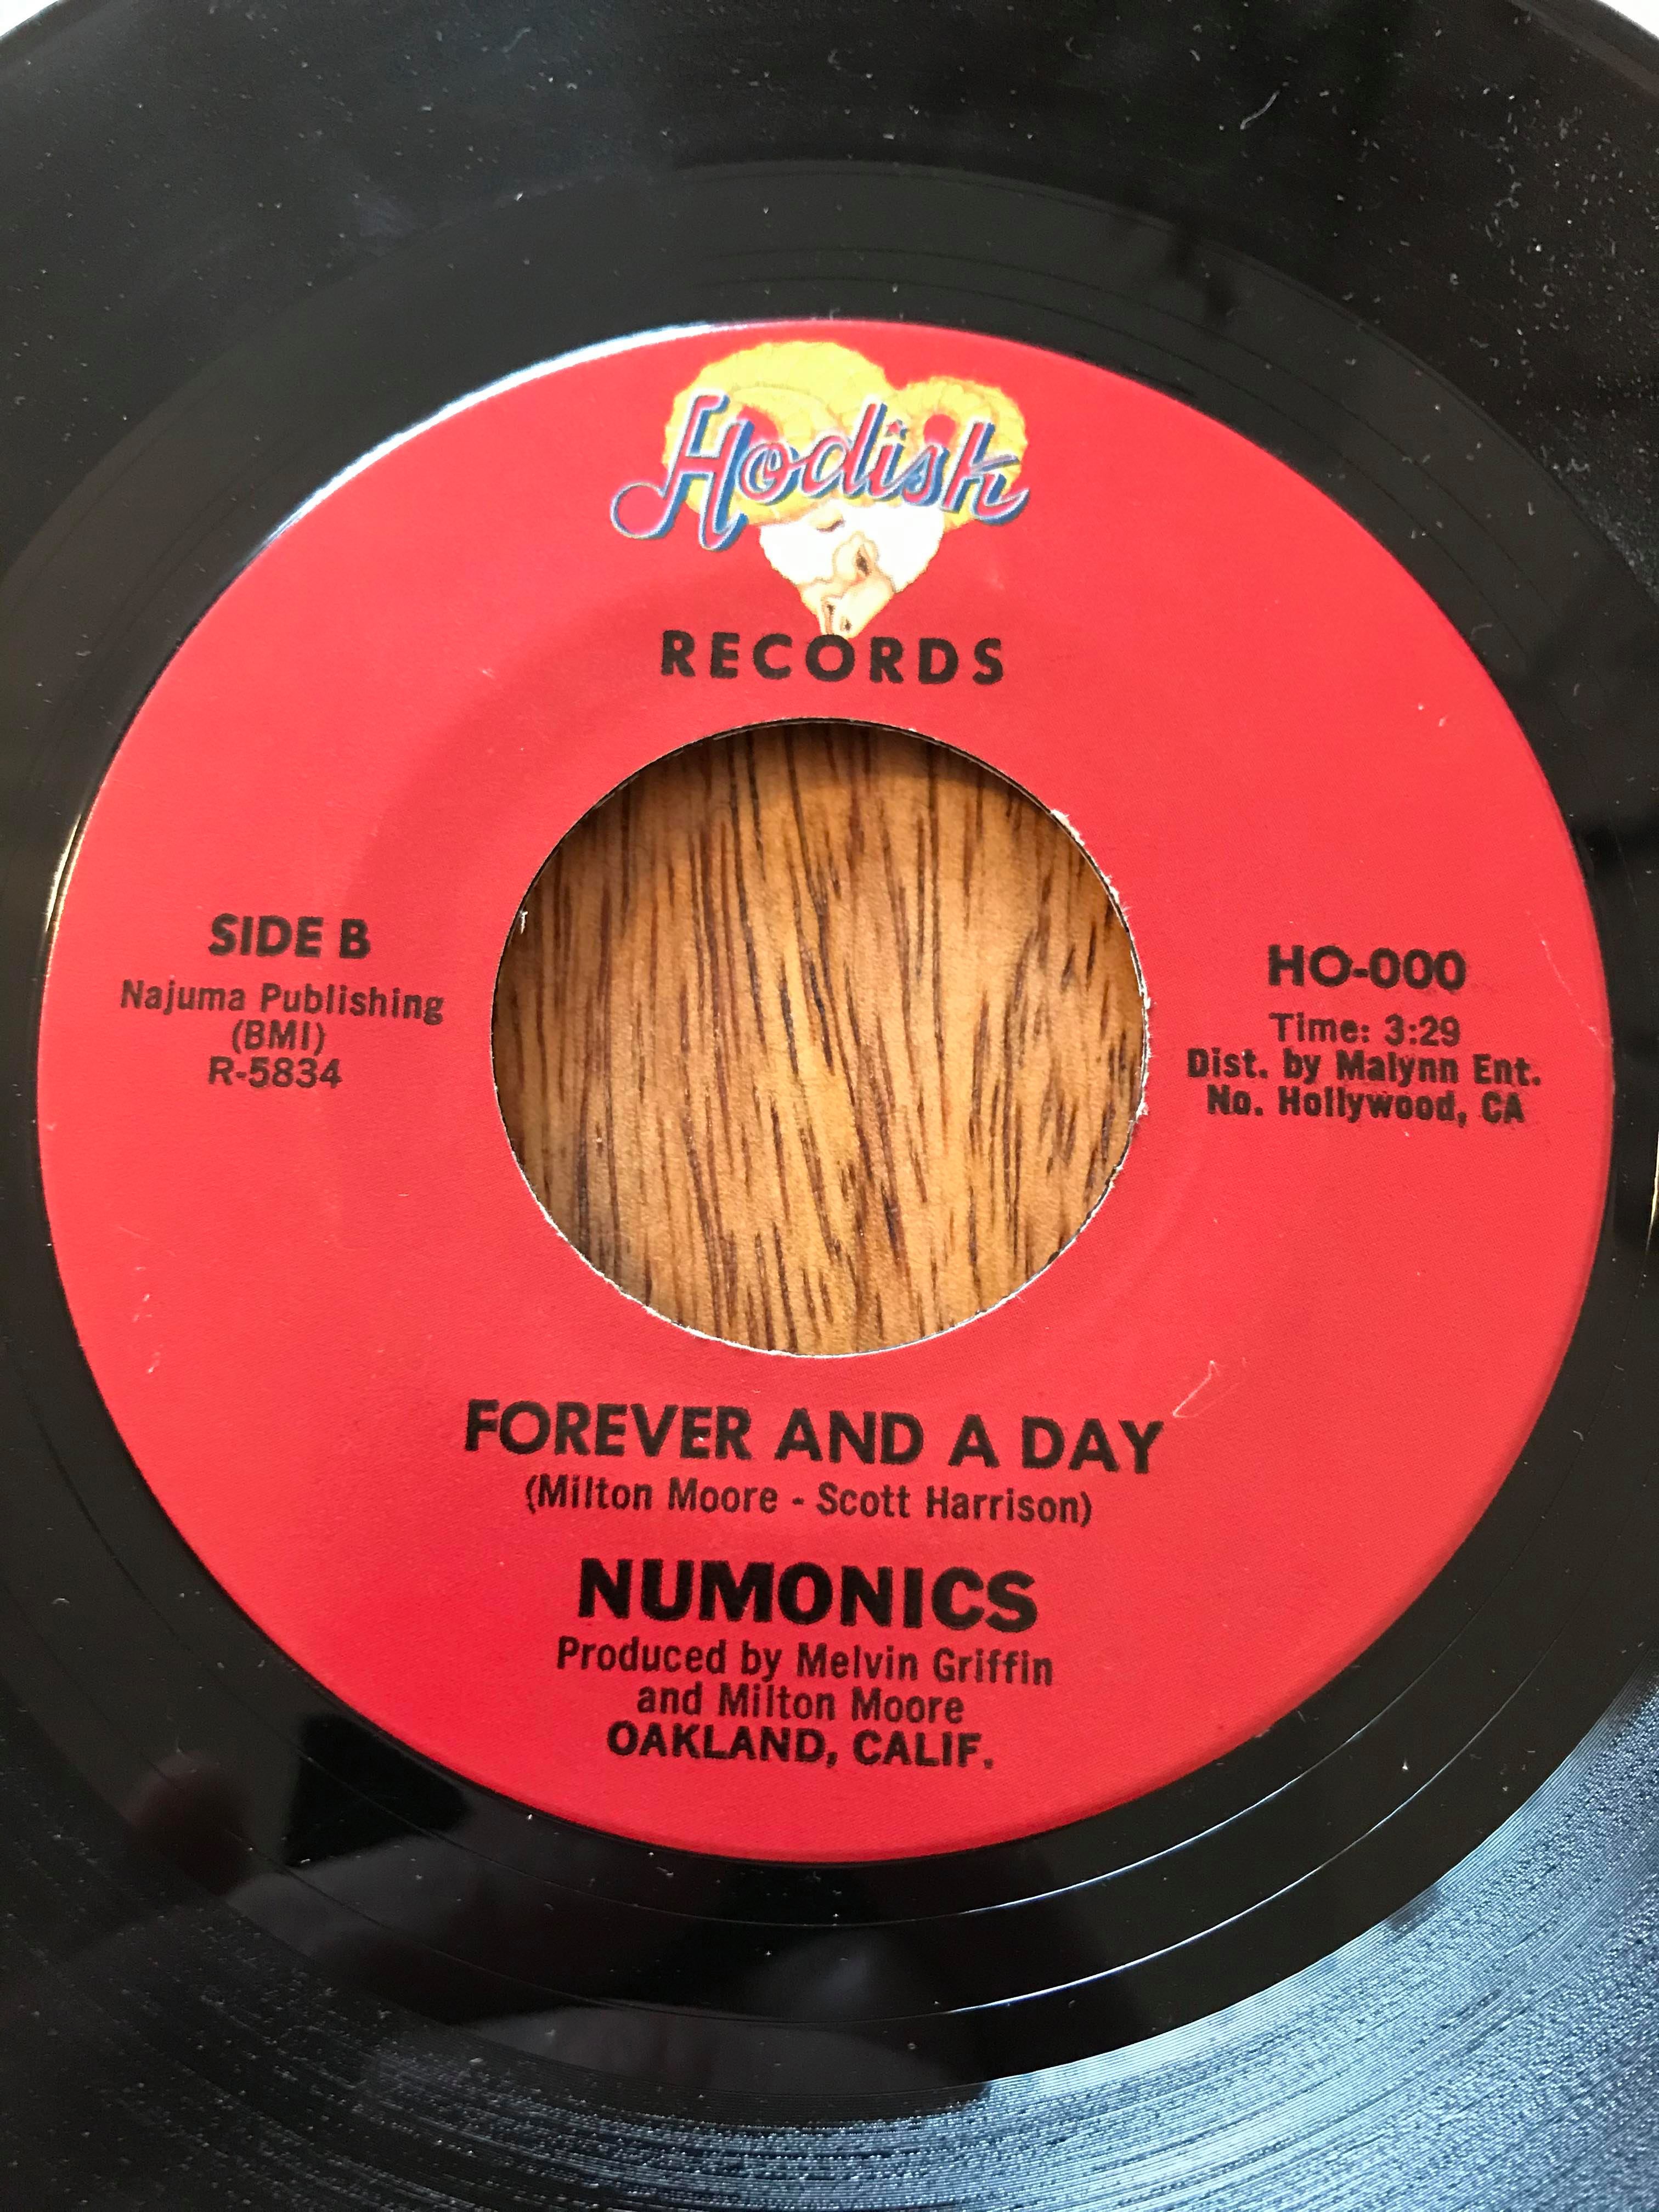 Hodisk
RECORDS
SIDE B
Najuma Publishing
(BMI)
R-5834
HO-000
Time: 3:29
Dist. by Malynn Ent.
No. Hollywood, CA
FOREVER AND A DAY
(Milton Moore - Scott Harrison)
NUMONICS
Produced by Melvin Griffin
and Milton Moore
OAKLAND, CALIF.